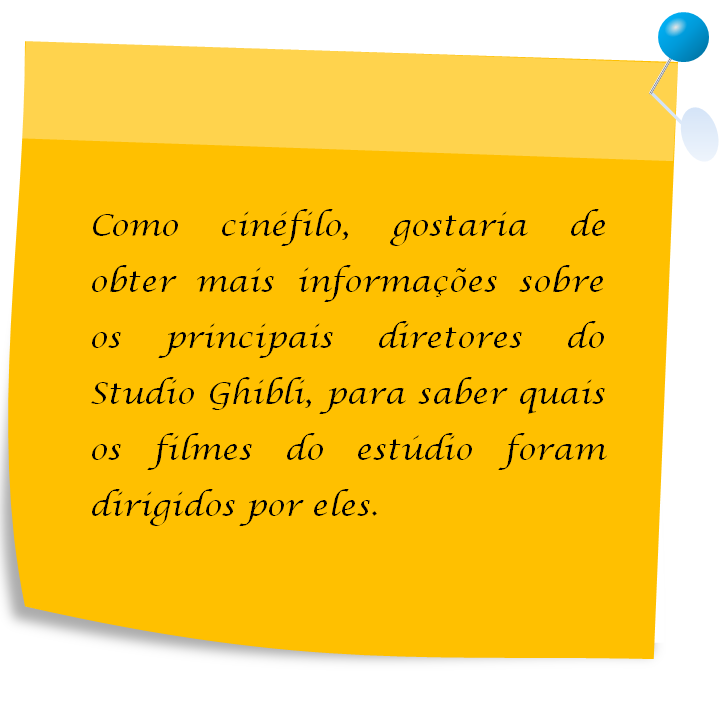 Como cinéfilo, gostaria de
obter mais informações sobre
os principais diretores do
Studio Ghibli, para saber quais
os filmes do estúdio foram
dirigidos por eles.